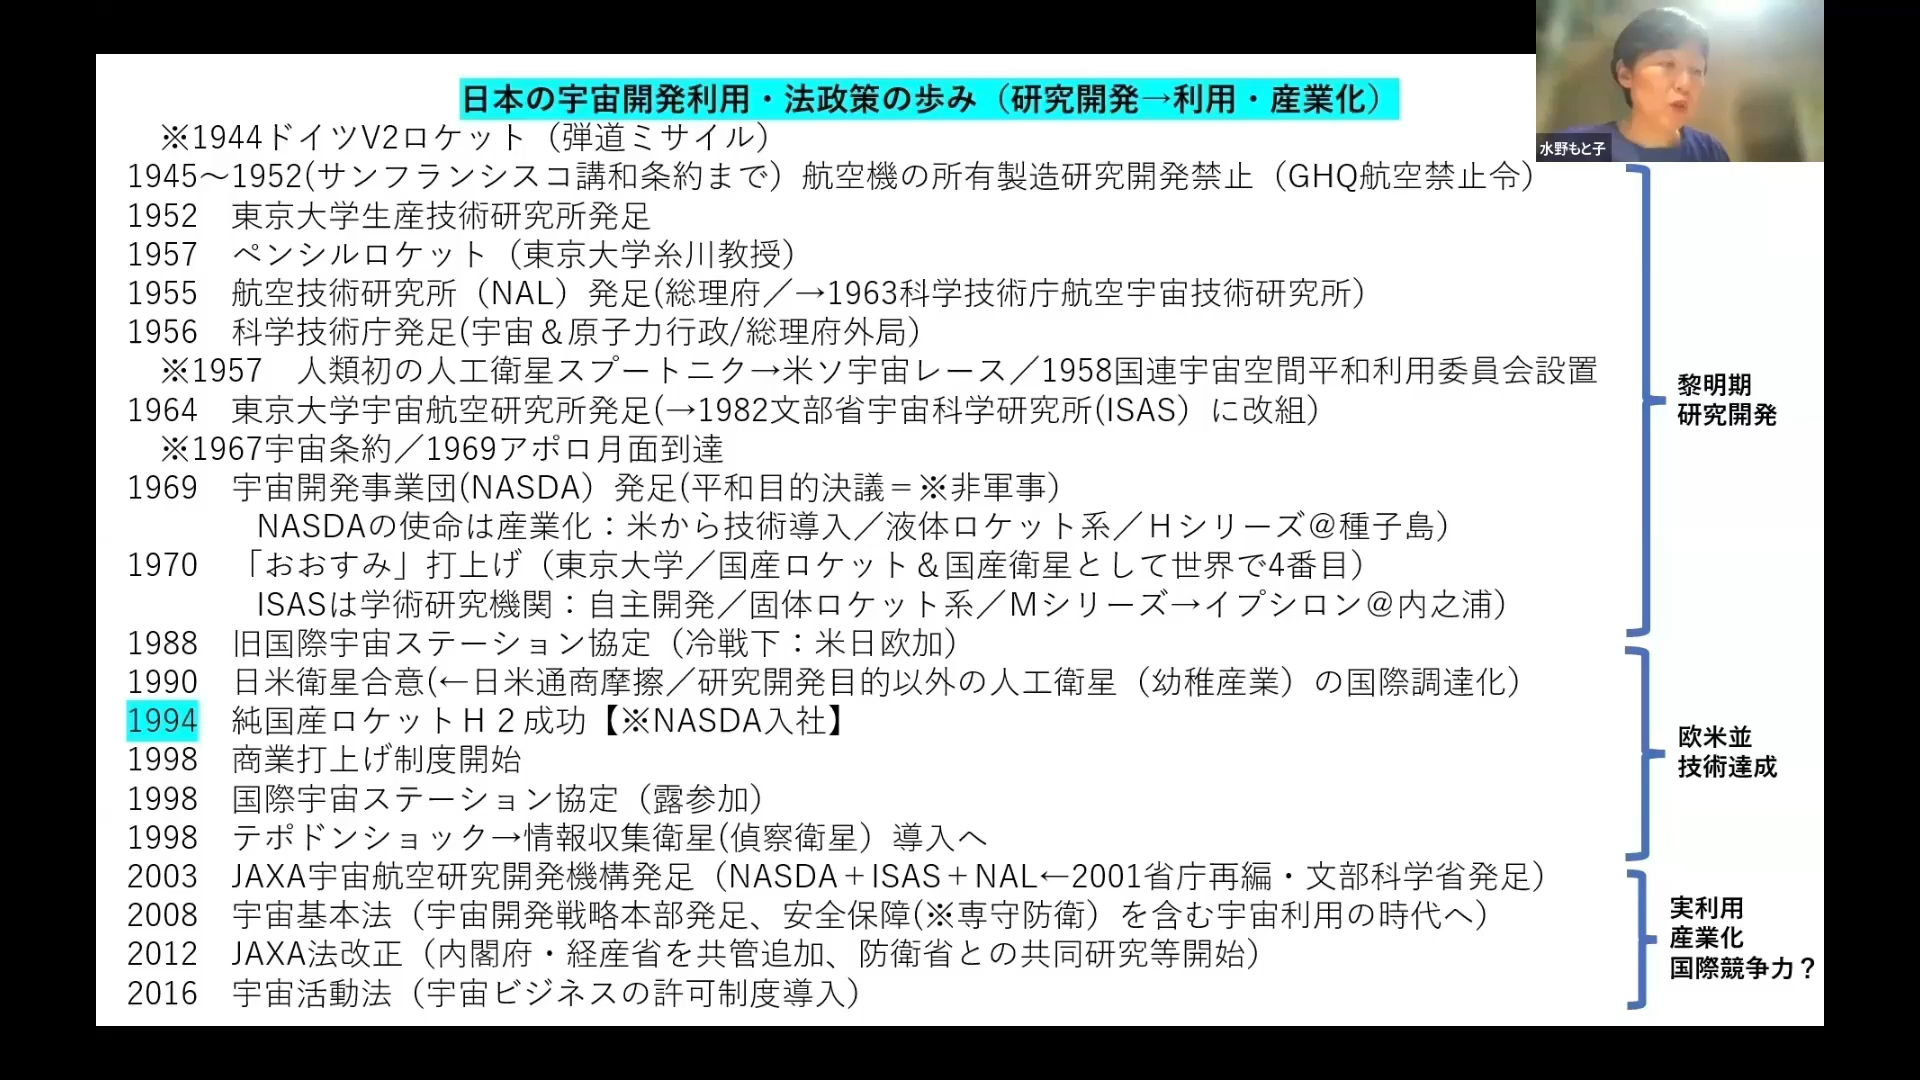 日本の宇宙開発利用・法政策の歩み（研究開発→利用・産業化）
※1944ドイツV2ロケット（弾道ミサイル）
水野もと子
1945～1952(サンフランシスコ講和条約まで）航空機の所有製造研究開発禁止（GHQ航空禁止令）
1952　東京大学生産技術研究所発足
1957　ペンシルロケット（東京大学糸川教授）
1955　航空技術研究所（NAL）発足(総理府／→1963科学技術庁航空宇宙技術研究所）
1956　科学技術庁発足(宇宙＆原子力行政/総理府外局）
※1957　人類初の人工衛星スプートニク→米ソ宇宙レース／1958国連宇宙空間平和利用委員会設置
1964　東京大学宇宙航空研究所発足(→1982文部省宇宙科学研究所(ISAS）に改組）
※1967宇宙条約／1969アポロ月面到達
1969　宇宙開発事業団(NASDA）発足(平和目的決議＝※非軍事）
NASDAの使命は産業化：米から技術導入／液体ロケット系／Hシリーズ＠種子島）
1970　「おおすみ」打上げ（東京大学／国産ロケット＆国産衛星として世界で4番目）
ISASは学術研究機関：自主開発／固体ロケット系／Mシリーズ→イプシロン＠内之浦）
黎明期
研究開発
1988　旧国際宇宙ステーション協定（冷戦下：米日欧加）
1990　日米衛星合意(←日米通商摩擦／研究開発目的以外の人工衛星（幼稚産業）の国際調達化）
1994　純国産ロケットＨ２成功【※NASDA入社】
1998　商業打上げ制度開始
1998　国際宇宙ステーション協定（露参加）
1998　テポドンショック→情報収集衛星(偵察衛星）導入へ
欧米並
技術達成
2003　JAXA宇宙航空研究開発機構発足（NASDA＋ISAS＋NAL←2001省庁再編・文部科学省発足）
2008　宇宙基本法（宇宙開発戦略本部発足、安全保障(※専守防衛）を含む宇宙利用の時代へ）
2012　JAXA法改正（内閣府・経産省を共管追加、防衛省との共同研究等開始）
2016　宇宙活動法（宇宙ビジネスの許可制度導入）
実利用
産業化
国際競争力？